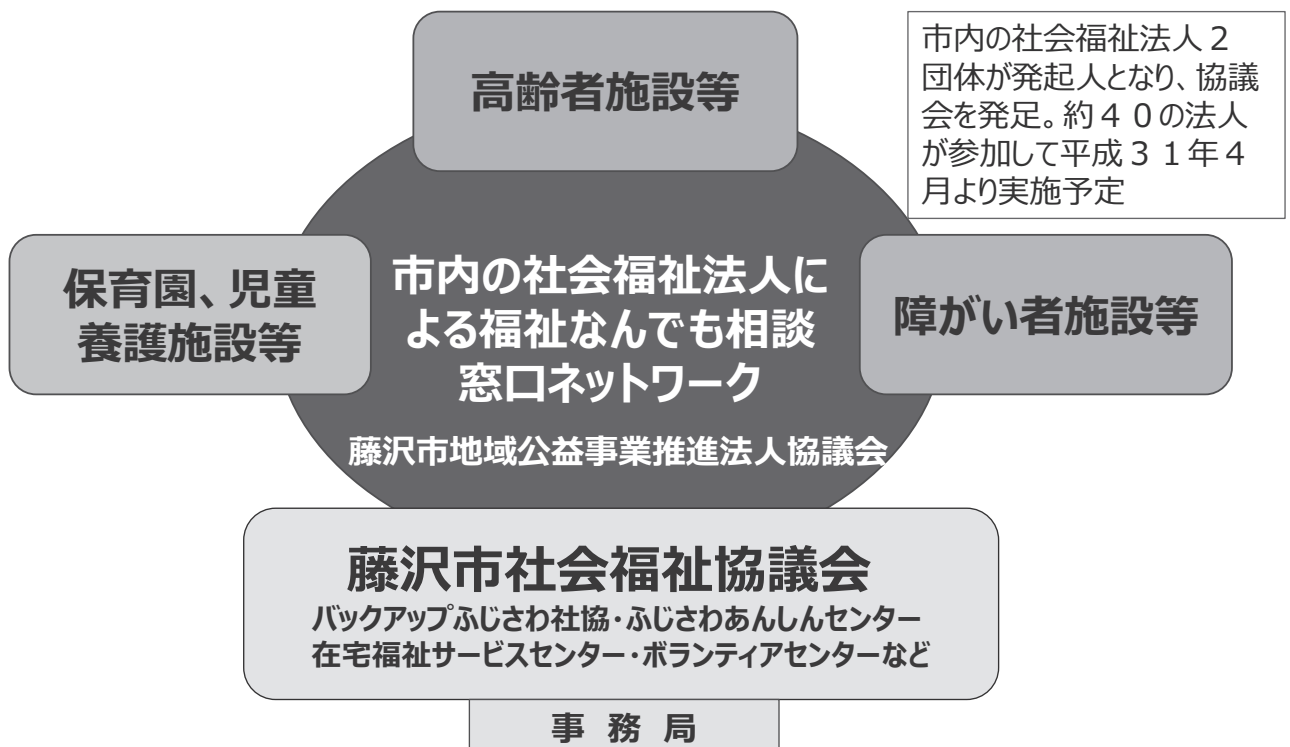 高齢者施設等
市内の社会福祉法人２
団体が発起人となり、協議
会を発足。約４０の法人
が参加して平成３１年４
月より実施予定
保育園、児童
養護施設等
市内の社会福祉法人に
よる福祉なんでも相談
窓口ネットワーク
藤沢市地域公益事業推進法人協議会
障がい者施設等
藤沢市社会福祉協議会
バックアップふじさわ社協・ふじさわあんしんセンター
在宅福祉サービスセンター・ボランティアセンターなど
事 務 局